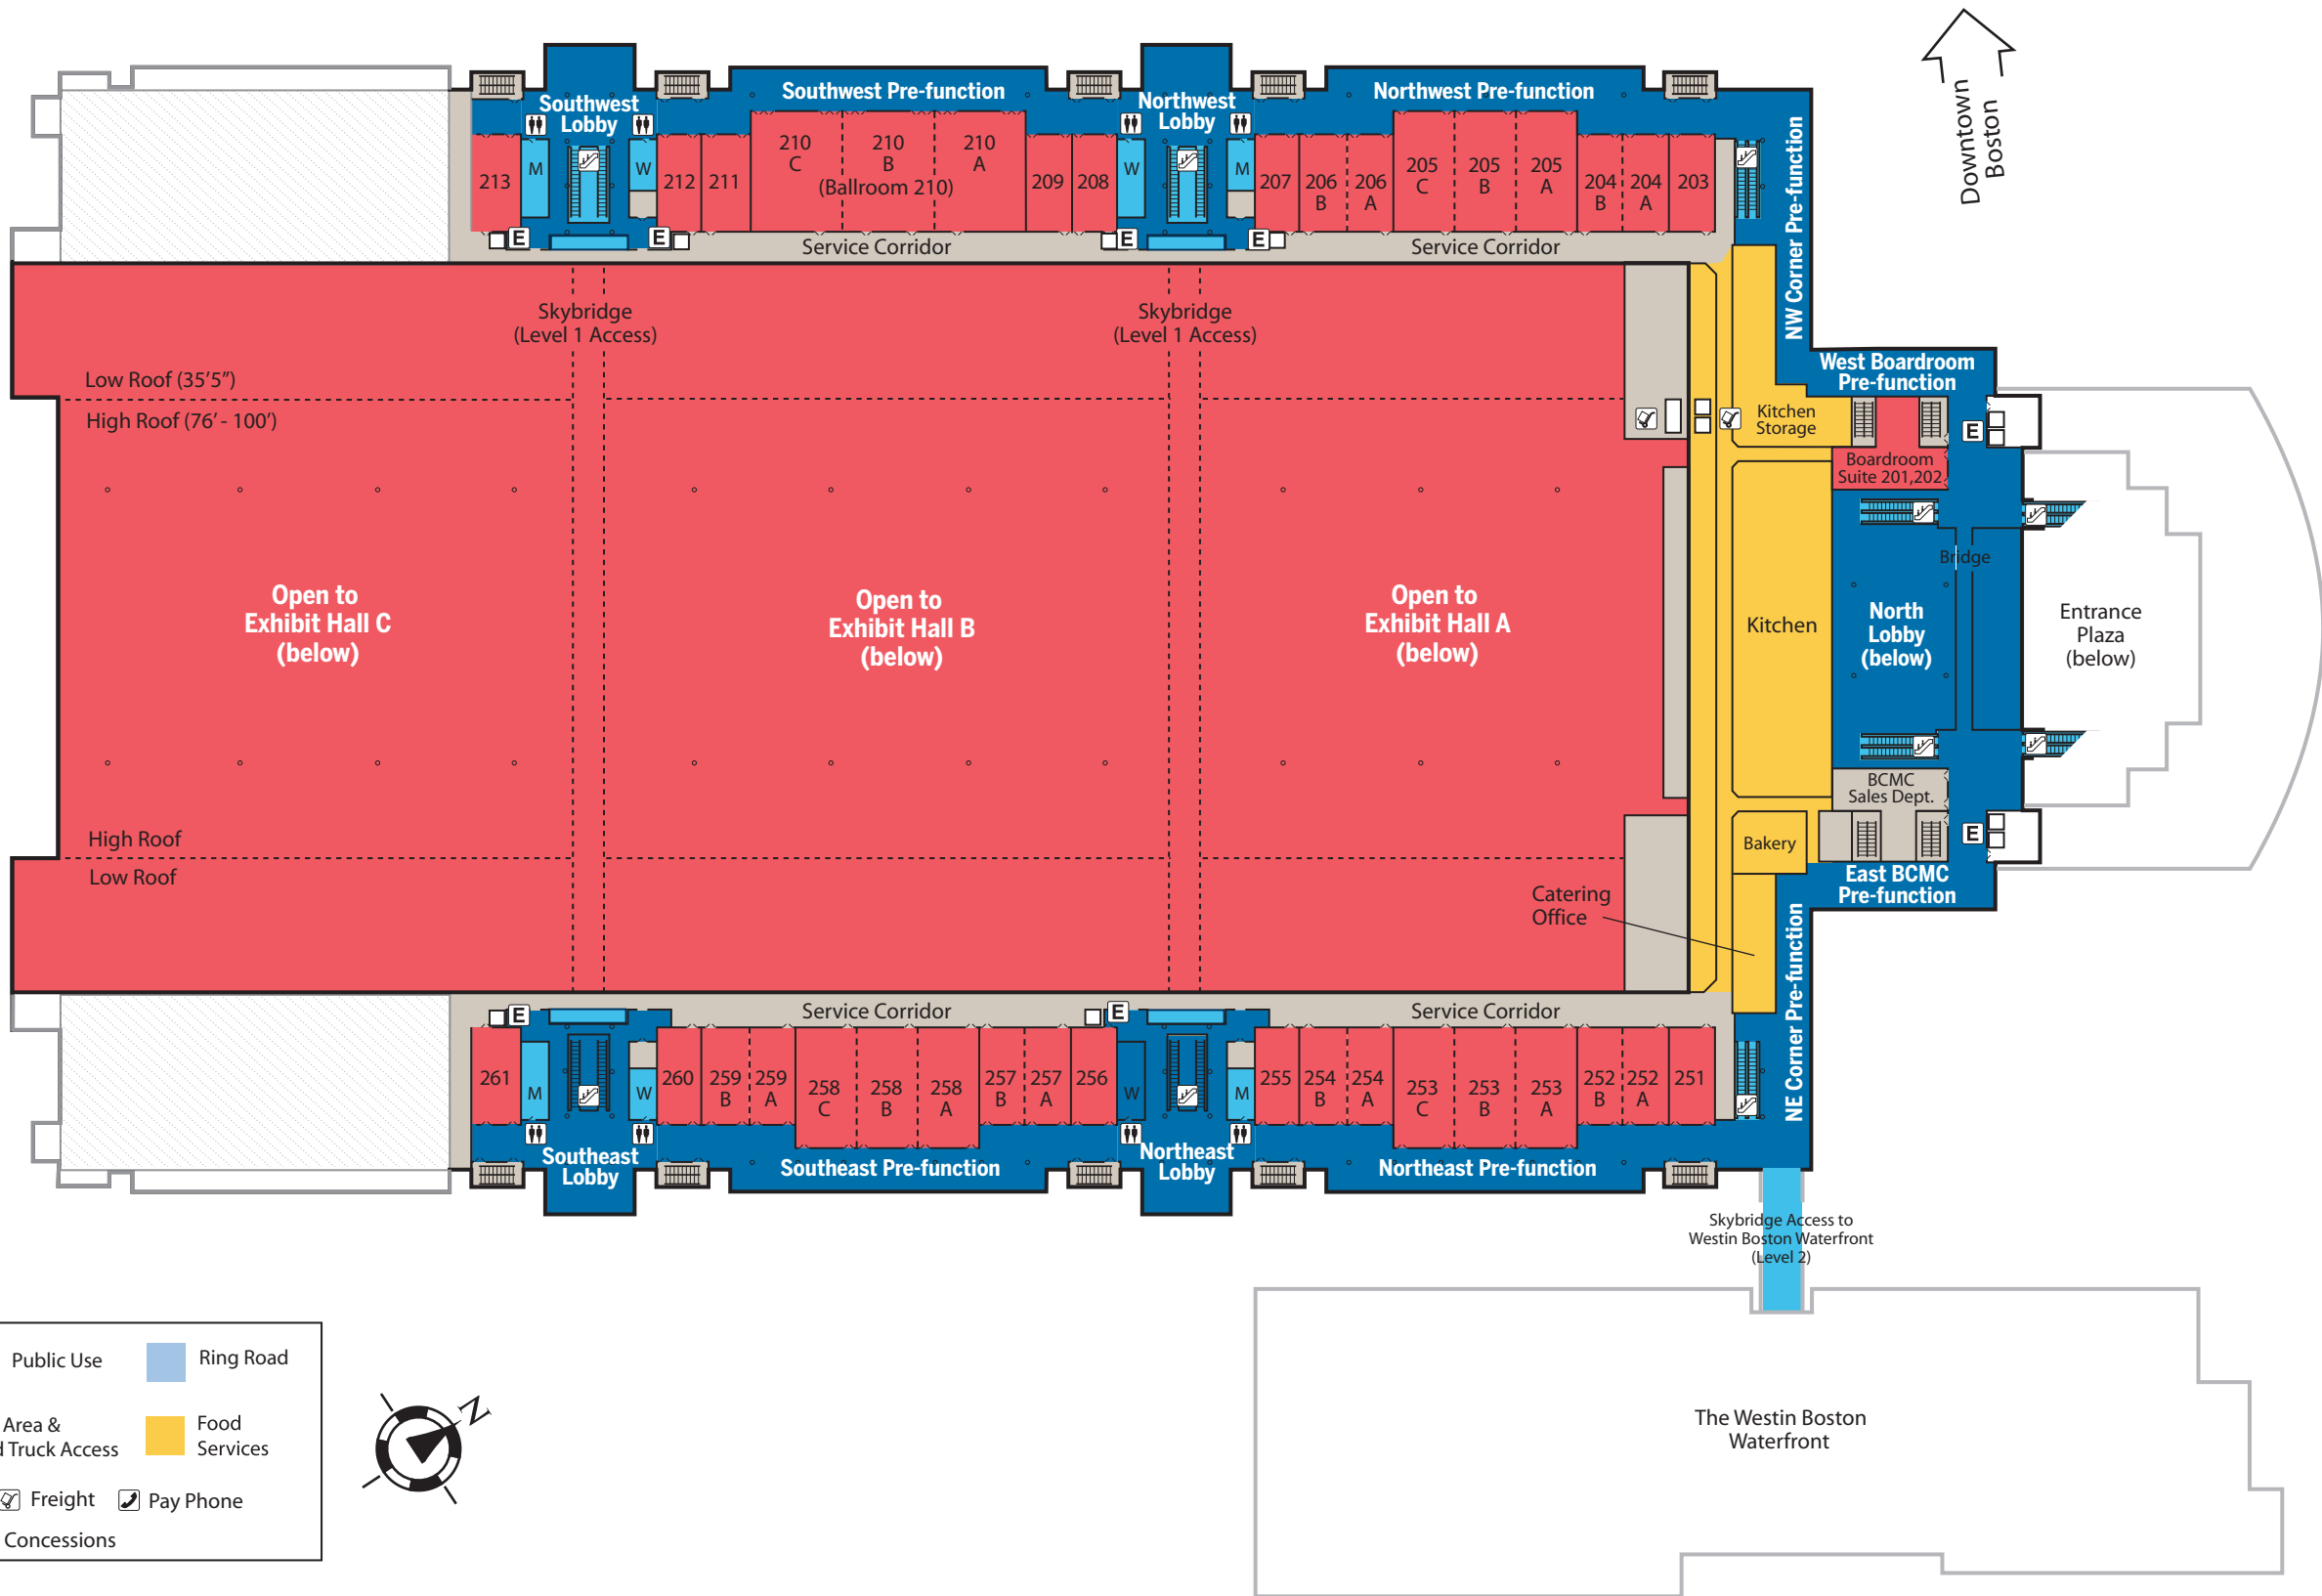 Downtown
Boston
Southwest
Lobby
Southwest Pre-function
Northwest
Lobby
Northwest Pre-function
NW Corner Pre-function
213
M
W
212
211
210
C
210
B
210
A
(Ballroom 210)
209
208
W
M
207
206
B
206
A
205
C
205
B
205
A
204
B
204
A
203
E
E
E
E
Service Corridor
Service Corridor
Skybridge
(Level 1 Access)
Skybridge
(Level 1 Access)
Low Roof (35’5”)
High Roof (76’ - 100’)
West Boardroom
Pre-function
Kitchen
Storage
E
Boardroom
Suite 201,202
Bridge
Open to
Exhibit Hall C
(below)
Open to
Exhibit Hall B
(below)
Open to
Exhibit Hall A
(below)
Kitchen
North
Lobby
(below)
Entrance
Plaza
(below)
BCMC
Sales Dept.
High Roof
Low Roof
Bakery
E
East BCMC
Pre-function
Catering
Office
NE Corner Pre-function
E
Service Corridor
E
Service Corridor
261
M
W
260
259
B
259
A
258
C
258
B
258
A
257
B
257
A
256
W
M
255
254
B
254
A
253
C
253
B
253
A
252
B
252
A
251
Southeast
Lobby
Southeast Pre-function
Northeast
Lobby
Northeast Pre-function
Skybridge Access to
Westin Boston Waterfront
(Level 2)
The Westin Boston
Waterfront
Public Use
Ring Road
Area &
Truck Access
Food
Services
Freight
Pay Phone
Concessions
N